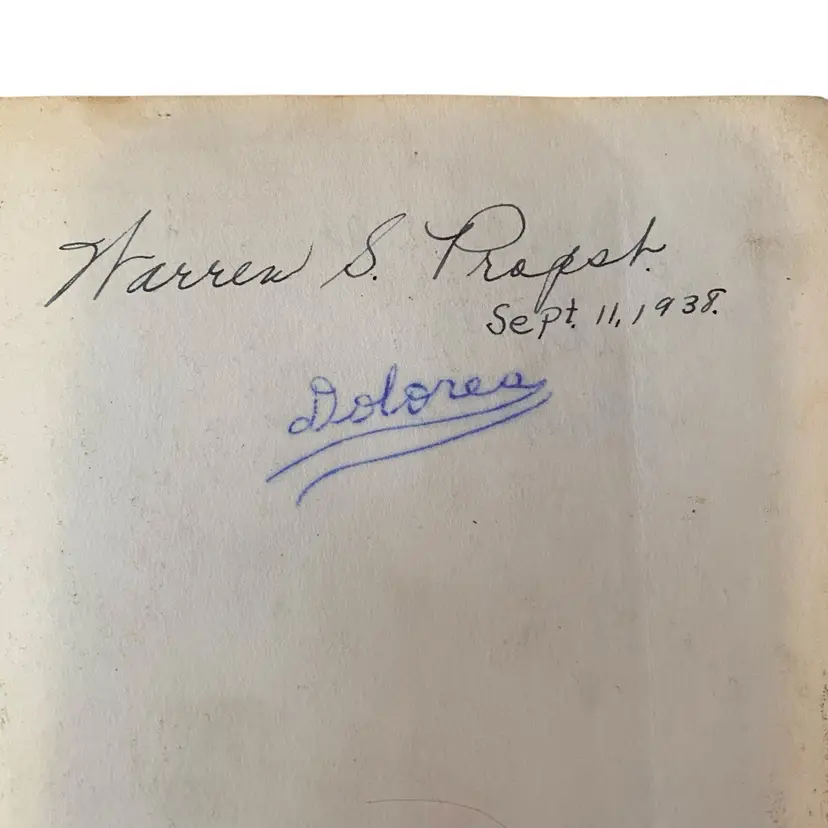 Warren S. Propst.
Sept. 11, 1938.
Dolores